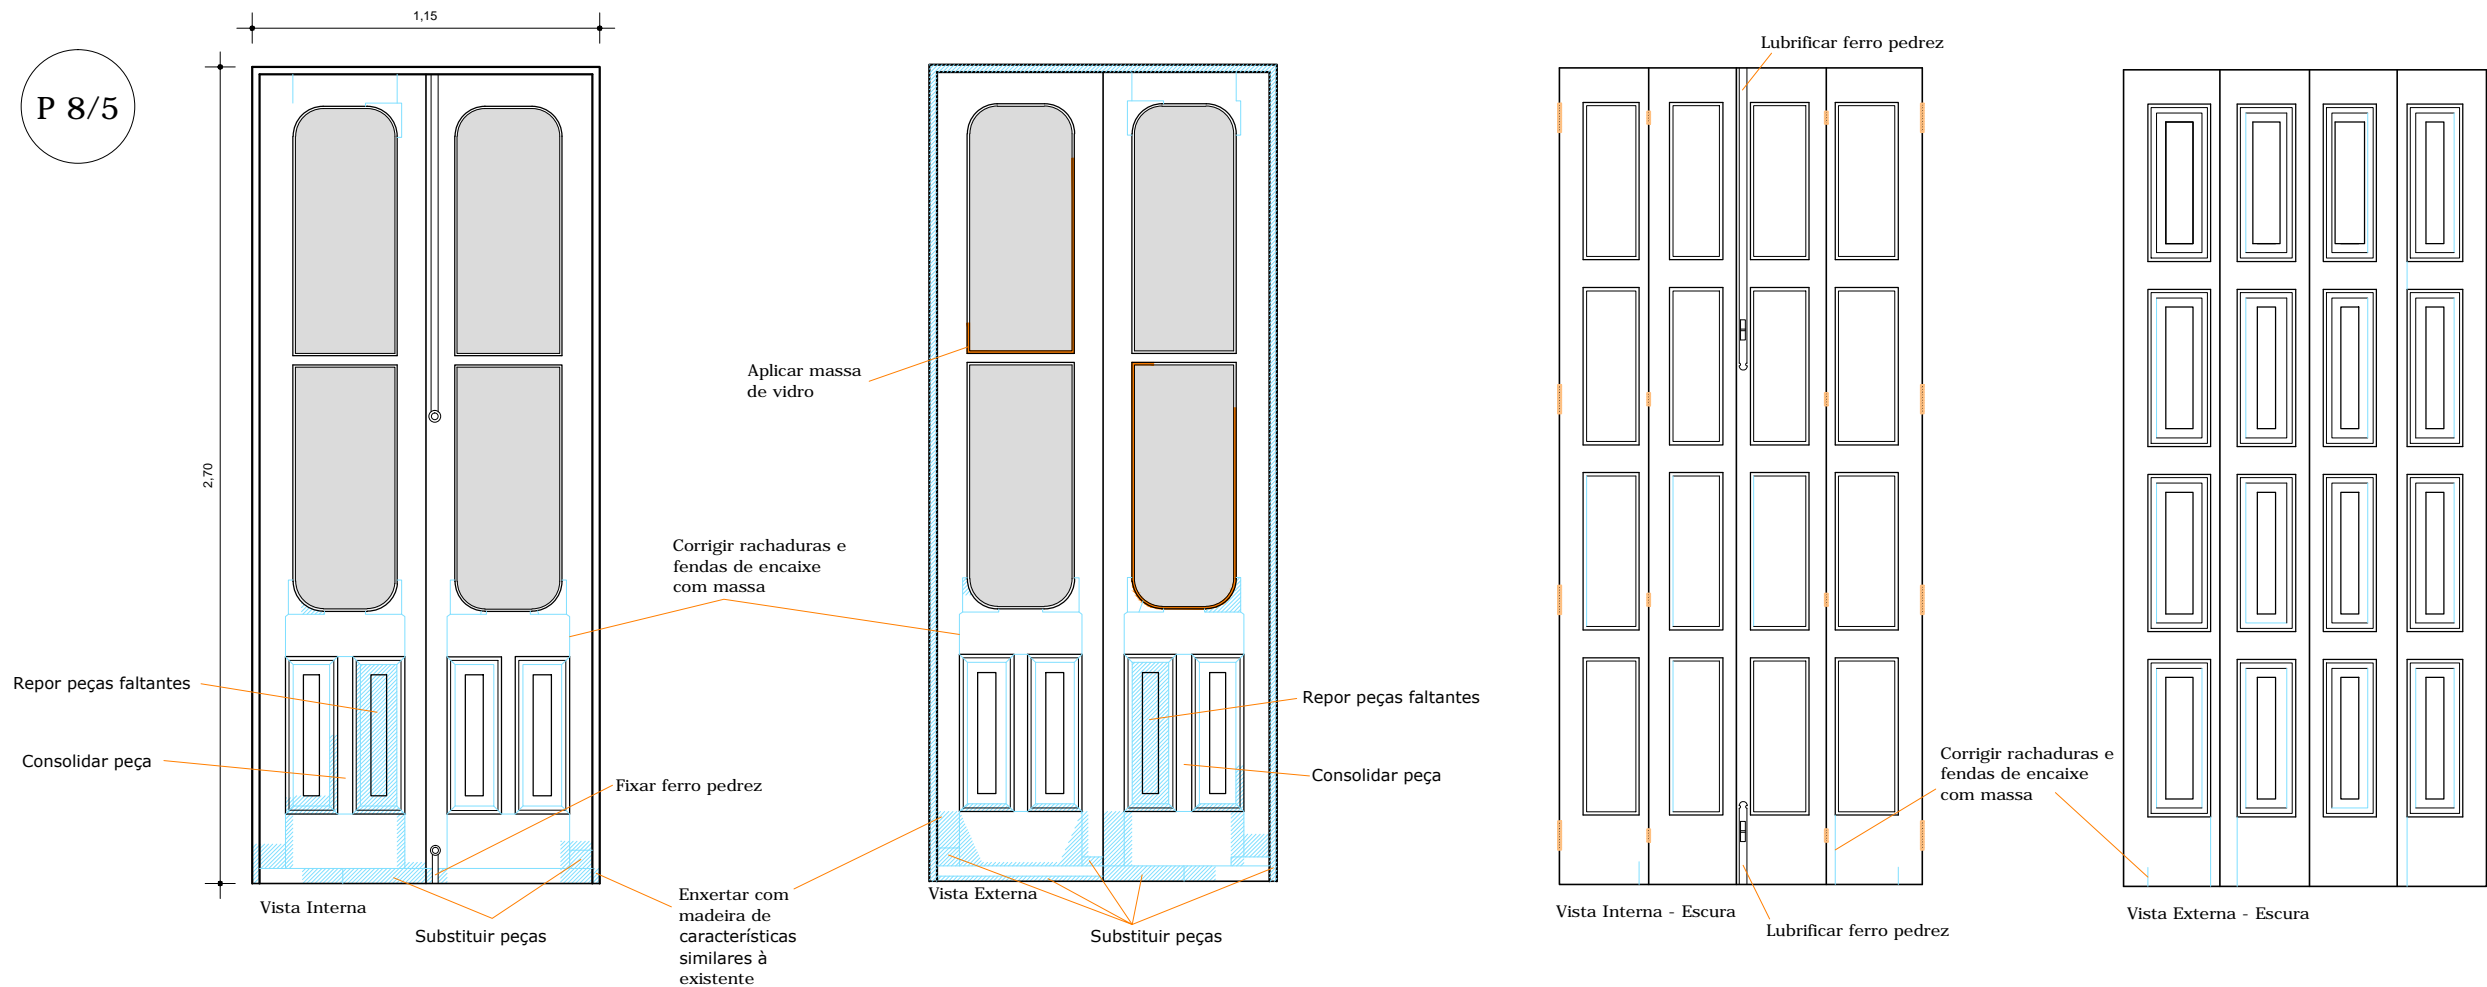 1,15
P 8/5
2,70
Repor peças faltantes
Consolidar peça
Vista Interna
Substituir peças
Fixar ferro pedrez
Corrigir rachaduras e
fendas de encaixe
com massa
Enxertar com
madeira de
características
similares à
existente
Aplicar massa
de vidro
Vista Externa
Substituir peças
Repor peças faltantes
Consolidar peça
Lubrificar ferro pedrez
Vista Interna - Escura
Lubrificar ferro pedrez
Corrigir rachaduras e
fendas de encaixe
com massa
Vista Externa - Escura